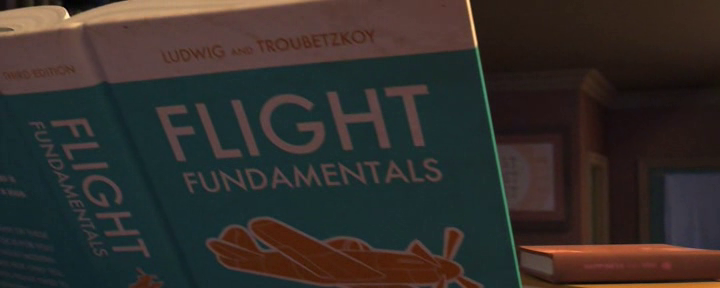 LUDWIG AND TROUBETZKOY
FLIGHT
FUNDAMENTALS
THIRD EDITION
FLIGHT
FUNDAMENTALS